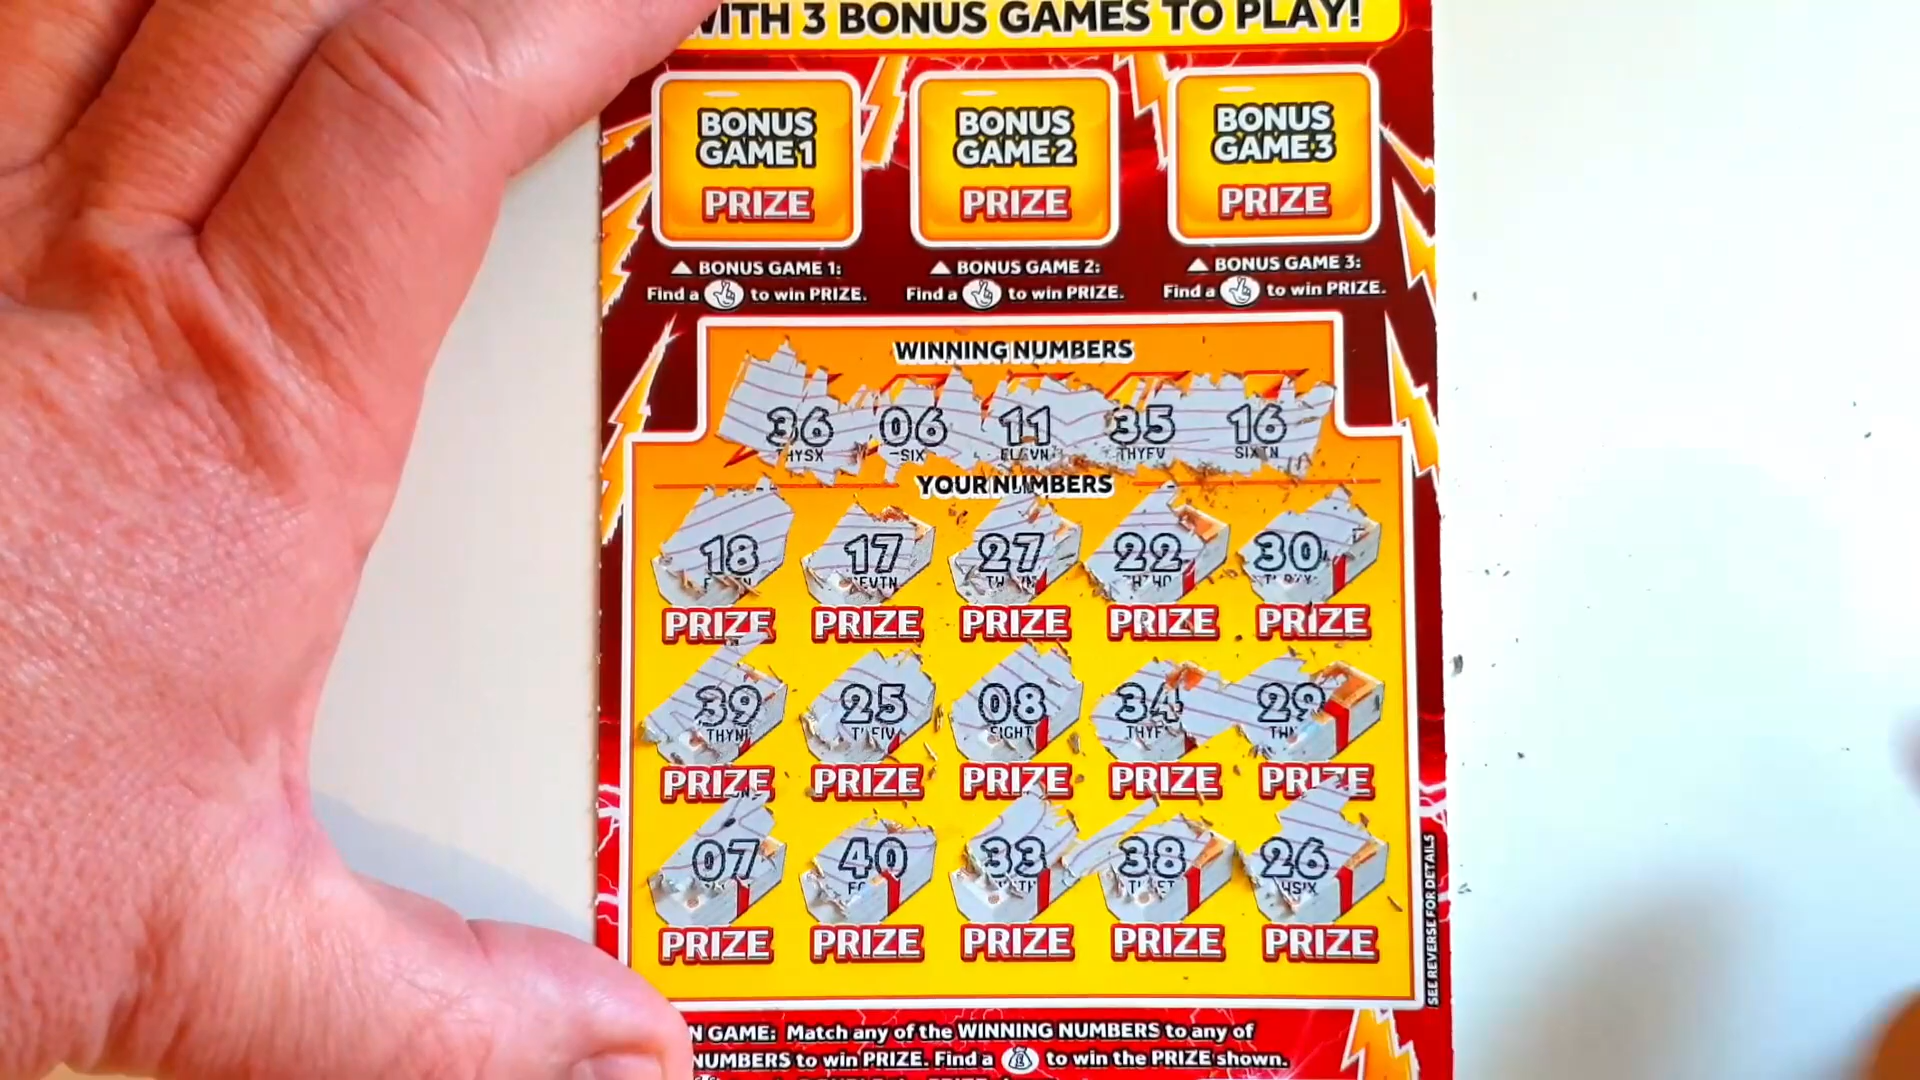 WITH 3 BONUS GAMES TO PLAY!
BONUS GAME 1 PRIZE
BONUS GAME 2 PRIZE
BONUS GAME 3 PRIZE
BONUS GAME 1:
Find a to win PRIZE.
BONUS GAME 2:
Find a to win PRIZE.
BONUS GAME 3:
Find a to win PRIZE.
WINNING NUMBERS
36 06 11 35 16
THYSX SIX ELEVN THYFV SIXTN
YOUR NUMBERS
18 17 27 22 30
PRIZE PRIZE PRIZE PRIZE PRIZE
39 25 08 34 29
PRIZE PRIZE PRIZE PRIZE PRIZE
07 40 33 38 26
PRIZE PRIZE PRIZE PRIZE PRIZE
SEE REVERSE FOR DETAILS
N GAME: Match any of the WINNING NUMBERS to any of
NUMBERS to win PRIZE. Find a £ to win the PRIZE shown.